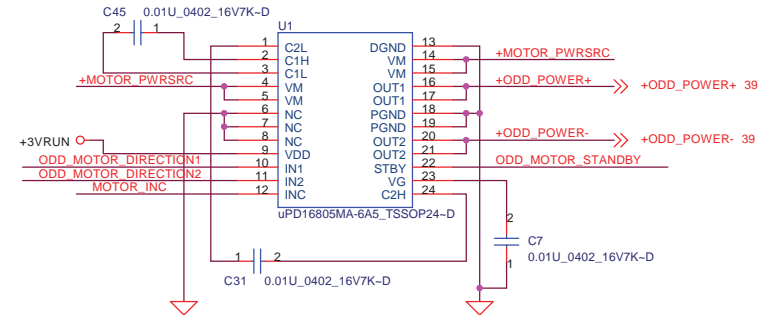 C45 0.01U_0402_16V7K~D
2 1
U1
1 C2L DGND 13
2 C1H VM 14 +MOTOR_PWRSRC
3 C1L VM 15
+MOTOR_PWRSRC 4 VM OUT1 16 +ODD_POWER+ +ODD_POWER+ 39
5 VM OUT1 17
6 NC PGND 18
7 NC PGND 19
8 NC OUT2 20 +ODD_POWER- +ODD_POWER- 39
+3VRUN 9 VDD OUT2 21
ODD_MOTOR_DIRECTION1 10 IN1 STBY 22 ODD_MOTOR_STANDBY
ODD_MOTOR_DIRECTION2 11 IN2 VG 23
MOTOR_INC 12 INC C2H 24
uPD16805MA-6A5_TSSOP24~D
2
C7
0.01U_0402_16V7K~D
1
1 2
C31 0.01U_0402_16V7K~D